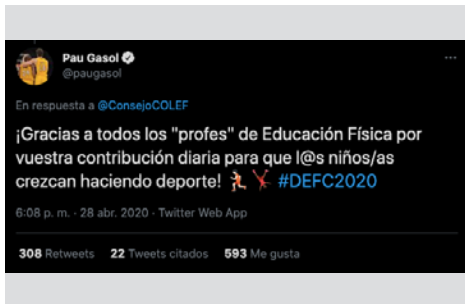 Pau Gasol
@paugasol
En respuesta a @ConsejoCOLEF
¡Gracias a todos los "profes" de Educación Física por
vuestra contribución diaria para que l@s niños/as
crezcan haciendo deporte! #DEFC2020
6:08 p. m. · 28 abr. 2020 · Twitter Web App
308 Retweets 22 Tweets citados 593 Me gusta